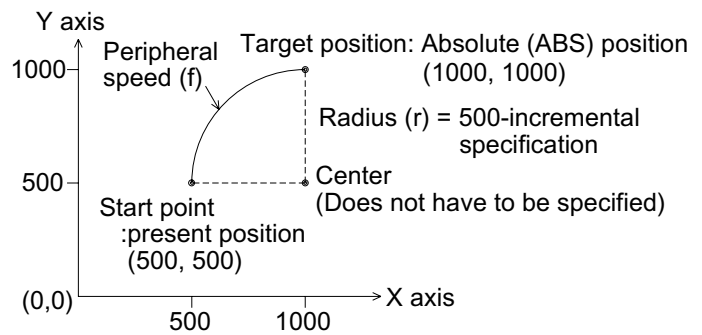 Y axis
1000
Peripheral
speed (f)
Target position: Absolute (ABS) position
(1000, 1000)
Radius (r) = 500-incremental
specification
500
Center
(Does not have to be specified)
Start point
:present position
(500, 500)
(0,0)
X axis
500
1000